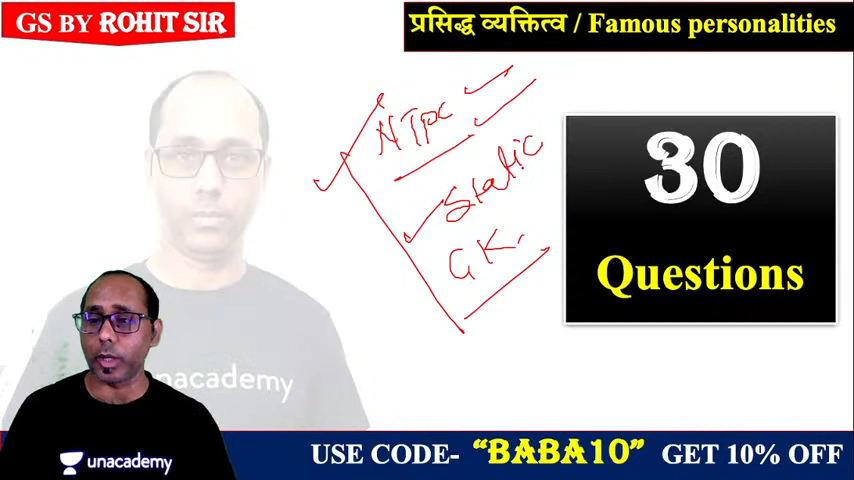 GS BY ROHIT SIR
प्रसिद्ध व्यक्तित्व / Famous personalities
NTPC
Static
GK.
30
Questions
unacademy
unacademy
USE CODE- “BABA10” GET 10% OFF